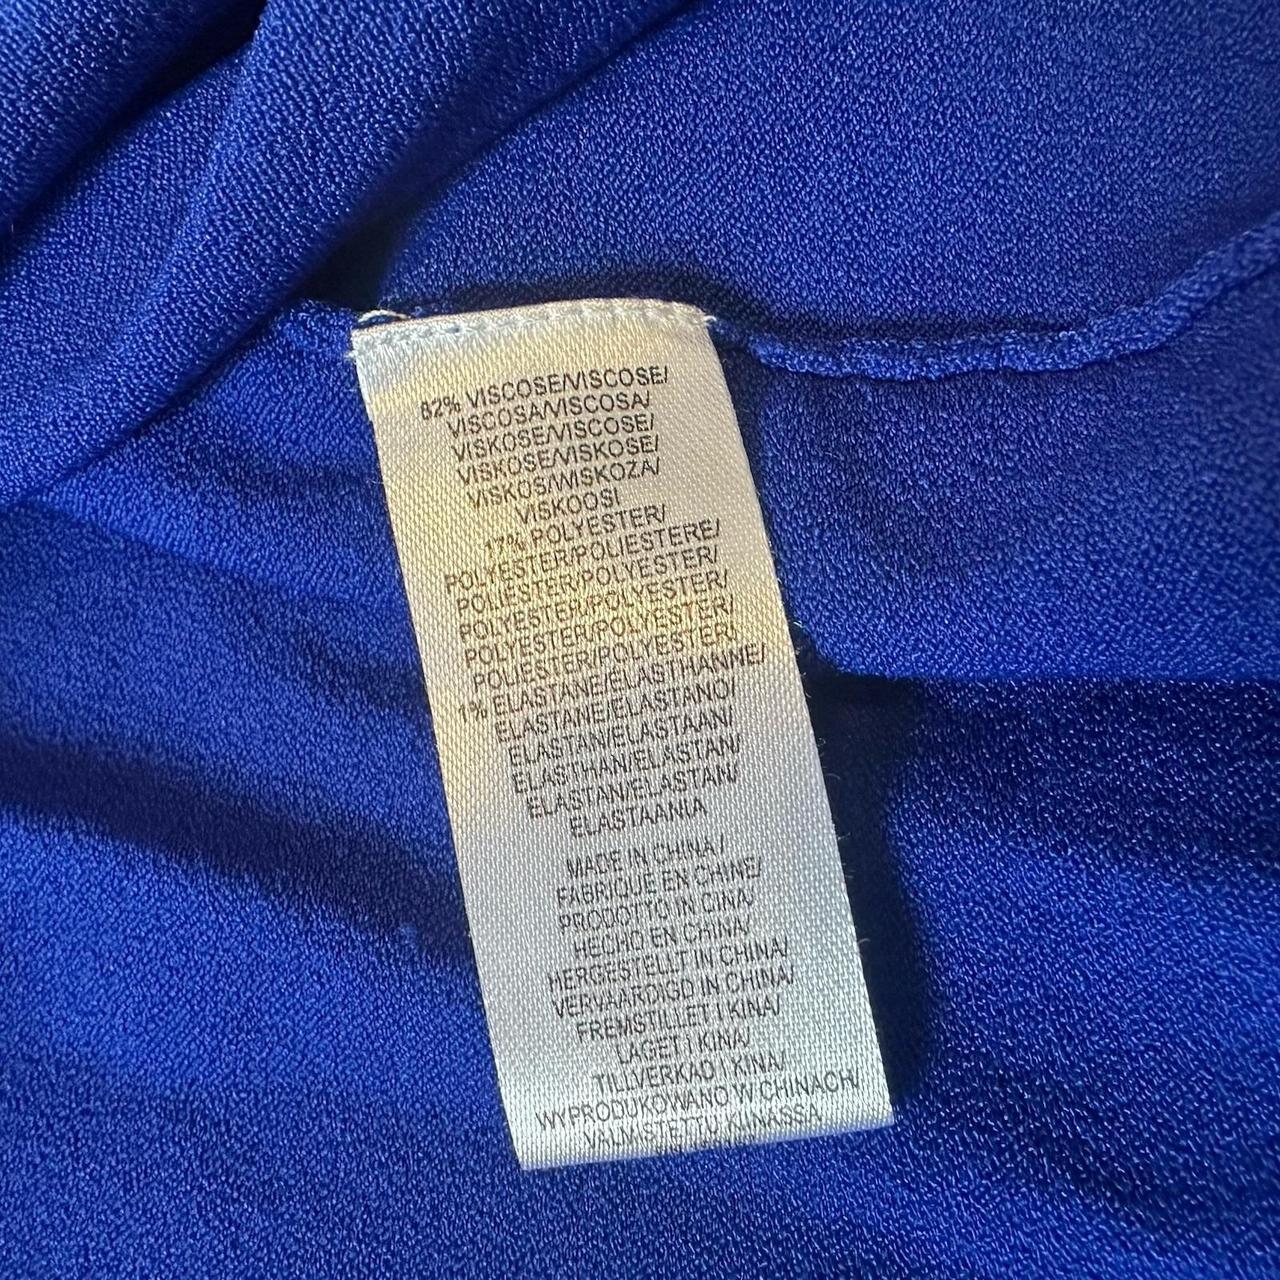 82% VISCOSE/VISCOSE/
VISCOSA/VISCOSA/
VISKOSE/VISCOSE/
VISKOSE/VISKOSE/
VISKOS/WISKOZA/
VISKOOSI
17% POLYESTER/
POLYESTER/POLIESTERE/
POLIESTER/POLYESTER/
POLYESTER/POLYESTER/
POLYESTER/POLYESTER/
POLIESTER/POLYESTER/
1% ELASTANE/ELASTHANNE/
ELASTANE/ELASTANO/
ELASTAN/ELASTAAN/
ELASTHAN/ELASTAN/
ELASTAN/ELASTAN/
ELASTAANIA
MADE IN CHINA/
FABRIQUE EN CHINE/
PRODOTTO IN CINA/
HECHO EN CHINA/
HERGESTELLT IN CHINA/
VERVAARDIGD IN CHINA/
FREMSTILLET I KINA/
LAGET I KINA/
TILLVERKAD I KINA/
WYPRODUKOWANO W CHINACH/
VALMISTETTU KIINASSA